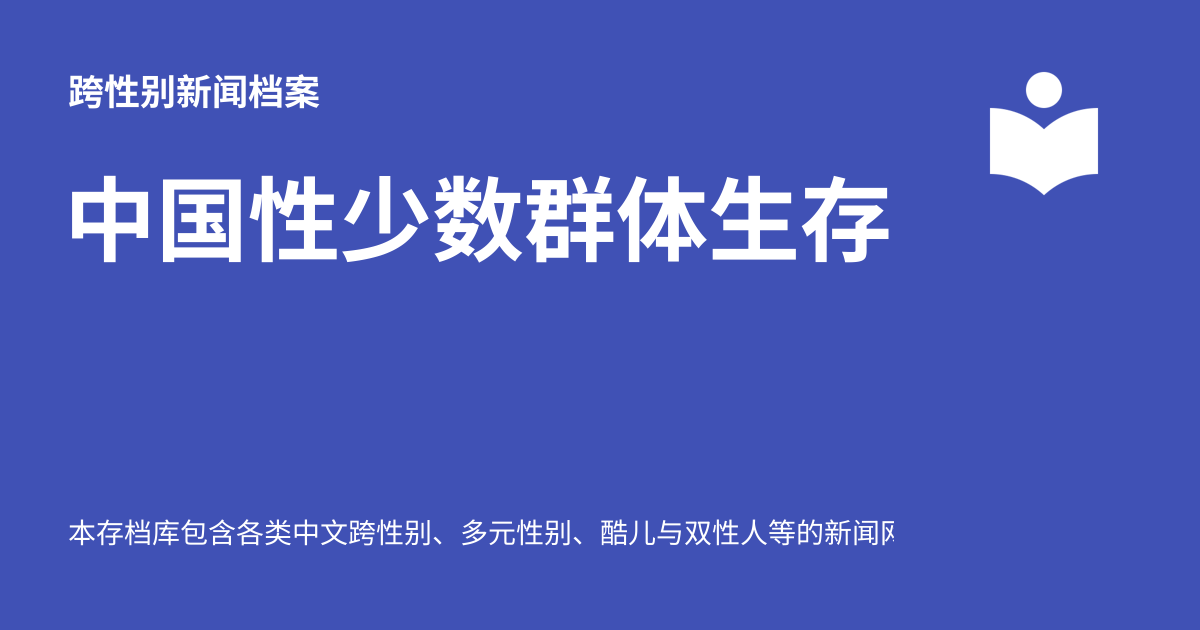 跨性别新闻档案
中国性少数群体生存
本存档库包含各类中文跨性别、多元性别、酷儿与双性人等的新闻网